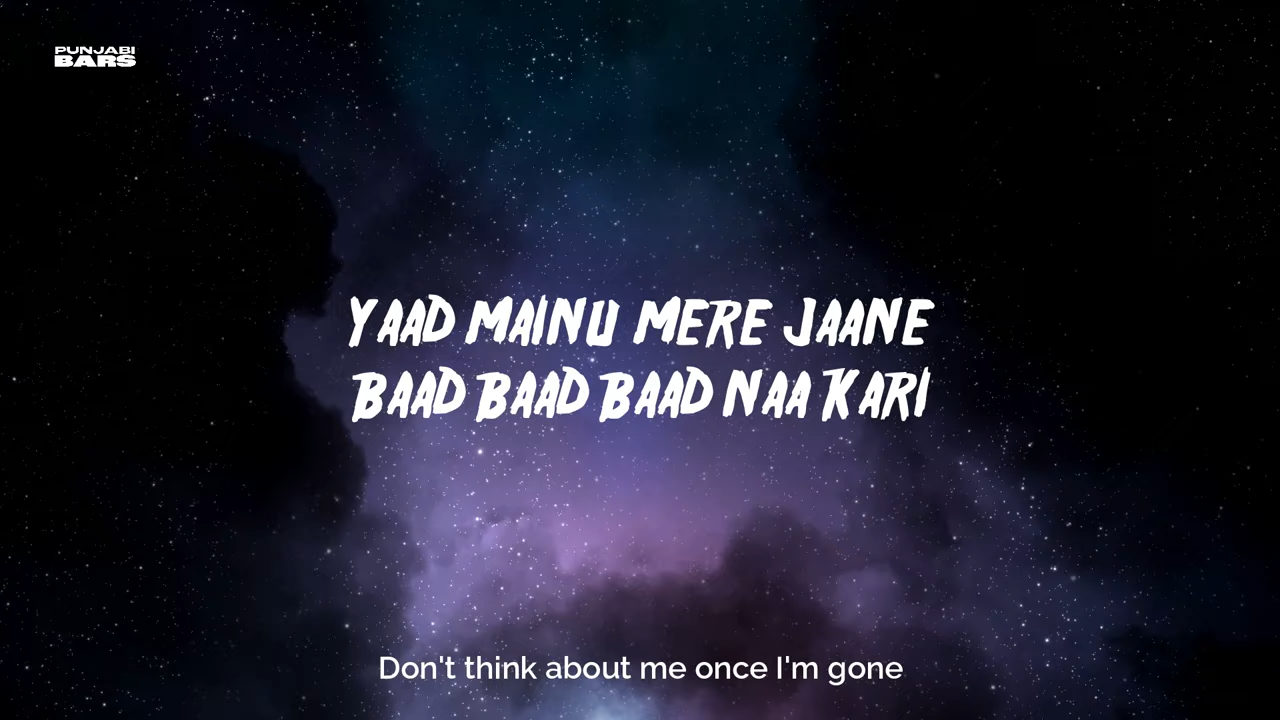 PUNJABI
BARS
YAAD MAINU MERE JAANE
BAAD BAAD BAAD NAA KARI
Don't think about me once I'm gone